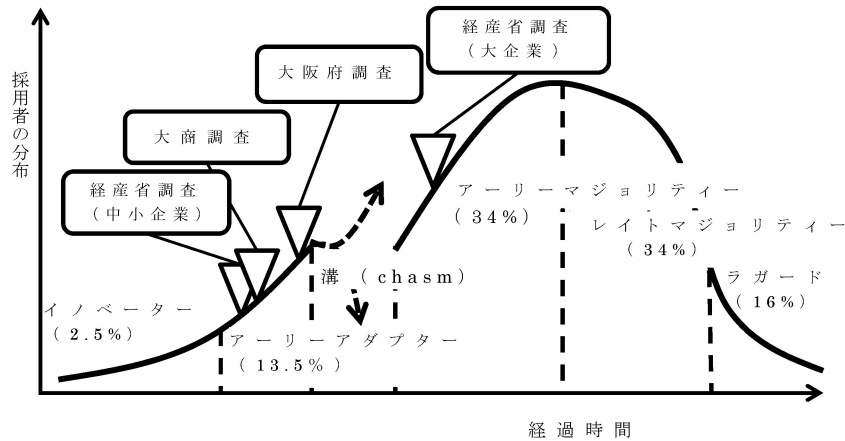 経産省調査
(大企業)
大阪府調査
採用者の分布
大商調査
経産省調査
(中小企業)
アーリーマジョリティー
(34%)
レイトマジョリティー
(34%)
溝 (chasm)
ラガード
(16%)
イノベーター
(2.5%)
アーリーアダプター
(13.5%)
経過時間